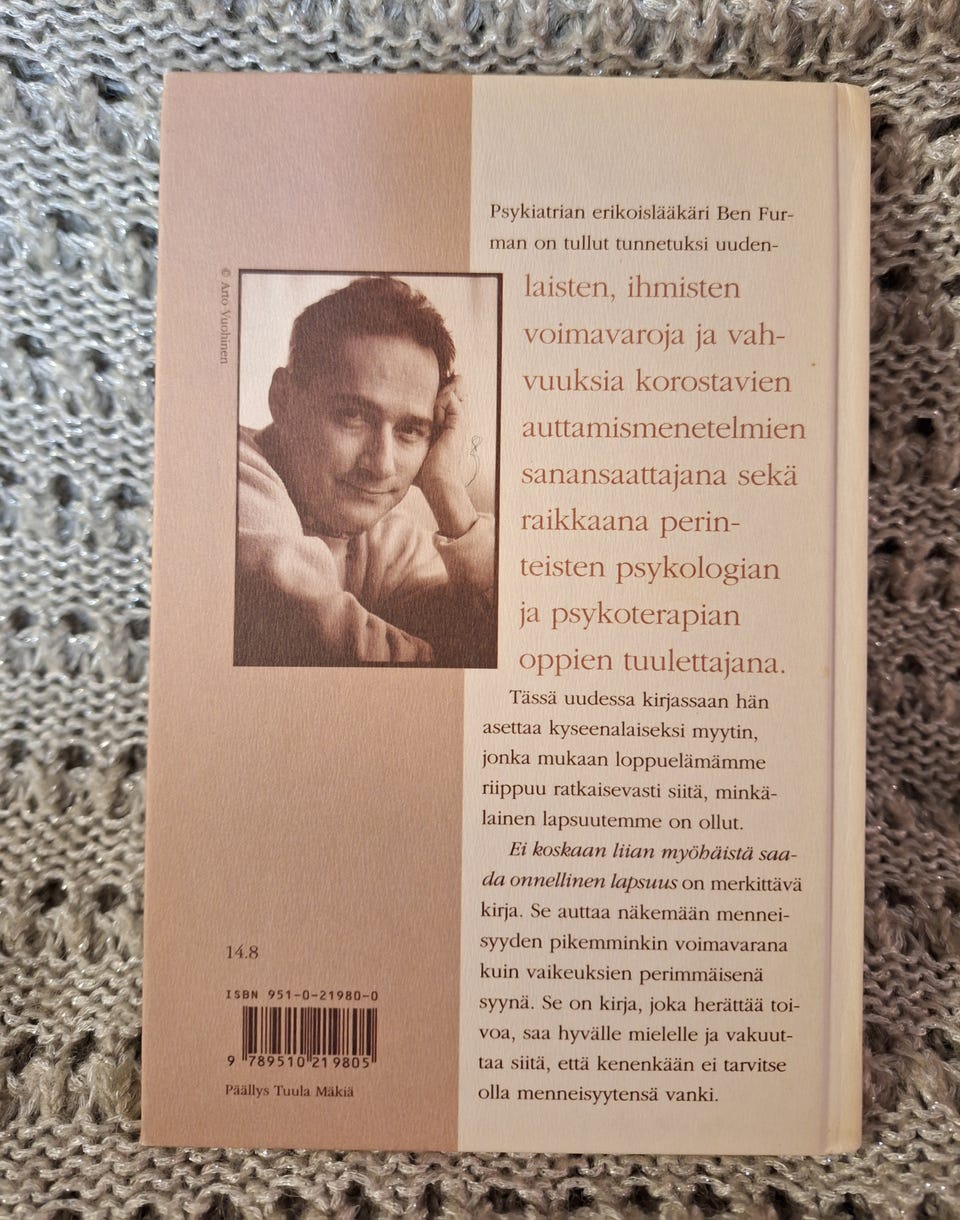 Psykiatrian erikoislääkäri Ben Fur-
man on tullut tunnetuksi uuden-
laisten, ihmisten
voimavaroja ja vah-
vuuksia korostavien
auttamismenetelmien
sanansaattajana sekä
raikkaana perin-
teisten psykologian
ja psykoterapian
oppien tuulettajana.
Tässä uudessa kirjassaan hän
asettaa kyseenalaiseksi myytin,
jonka mukaan loppuelämämme
riippuu ratkaisevasti siitä, minkä-
lainen lapsuutemme on ollut.
Ei koskaan liian myöhäistä saa-
da onnellinen lapsuus on merkittävä
kirja. Se auttaa näkemään mennei-
syyden pikemminkin voimavarana
kuin vaikeuksien perimmäisenä
syynä. Se on kirja, joka herättää toi-
voa, saa hyvälle mielelle ja vakuut-
taa siitä, että kenenkään ei tarvitse
olla menneisyytensä vanki.
© Arto Vuohinen
14.8
ISBN 951-0-21980-0
9 789510 219805
Päällys Tuula Mäkiä